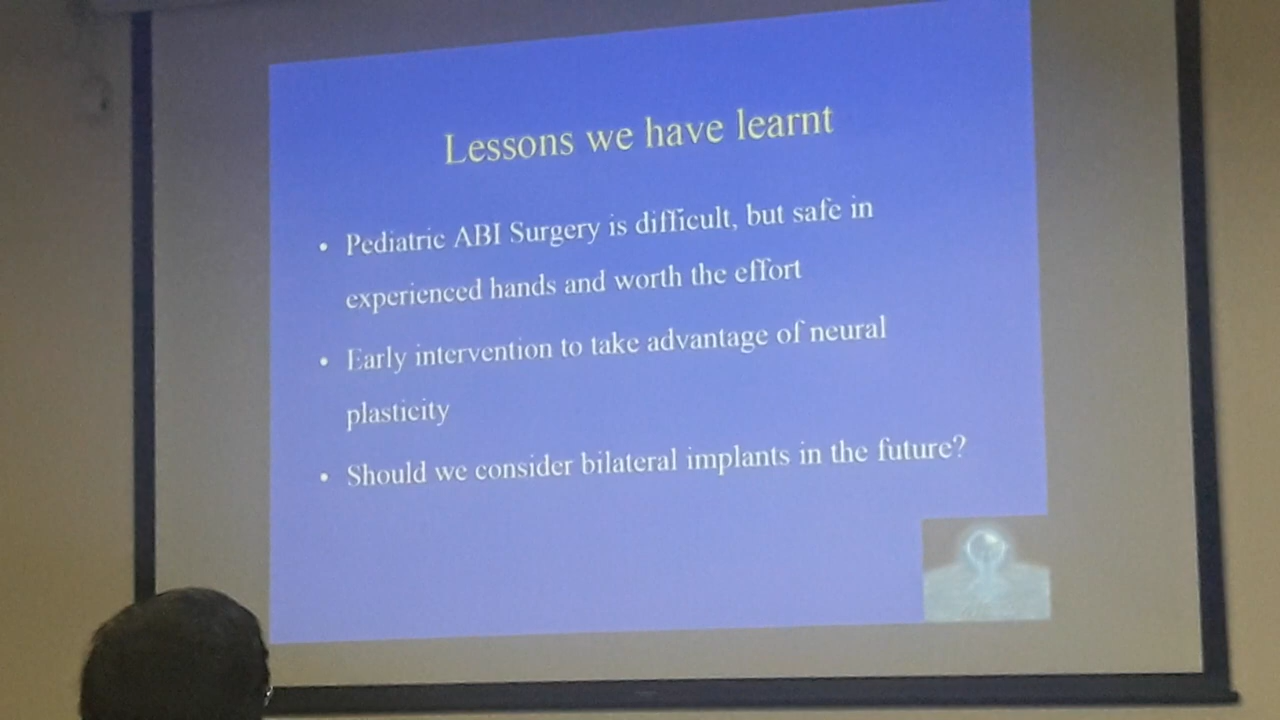 Lessons we have learnt
• Pediatric ABI Surgery is difficult, but safe in
experienced hands and worth the effort
• Early intervention to take advantage of neural
plasticity
• Should we consider bilateral implants in the future?